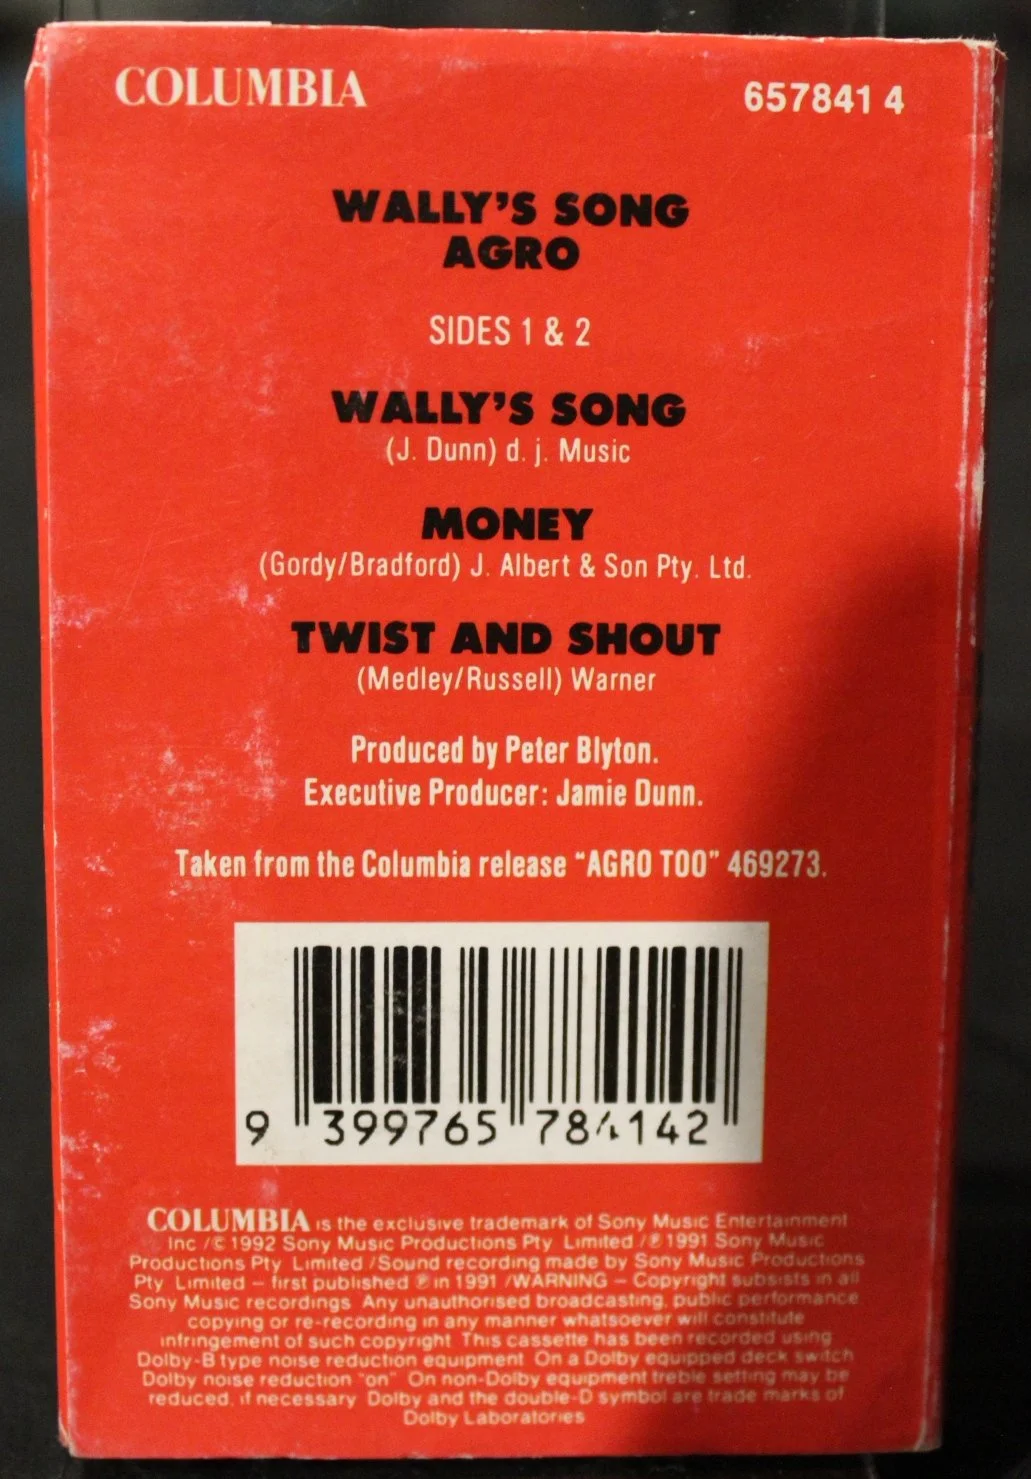 COLUMBIA 657841 4
WALLY'S SONG
AGRO
SIDES 1 & 2
WALLY'S SONG
(J. Dunn) d. j. Music
MONEY
(Gordy/Bradford) J. Albert & Son Pty. Ltd.
TWIST AND SHOUT
(Medley/Russell) Warner
Produced by Peter Blyton.
Executive Producer: Jamie Dunn.
Taken from the Columbia release "AGRO TOO" 469273.
9 399765 784142
COLUMBIA is the exclusive trademark of Sony Music Entertainment
Inc /© 1992 Sony Music Productions Pty Limited /℗ 1991 Sony Music
Productions Pty Limited /Sound recording made by Sony Music Productions
Pty Limited – first published ℗ in 1991 /WARNING – Copyright subsists in all
Sony Music recordings Any unauthorised broadcasting, public performance
copying or re-recording in any manner whatsoever will constitute
infringement of such copyright This cassette has been recorded using
Dolby-B type noise reduction equipment On a Dolby equipped deck switch
Dolby noise reduction "on" On non-Dolby equipment treble setting may be
reduced, if necessary Dolby and the double-D symbol are trade marks of
Dolby Laboratories